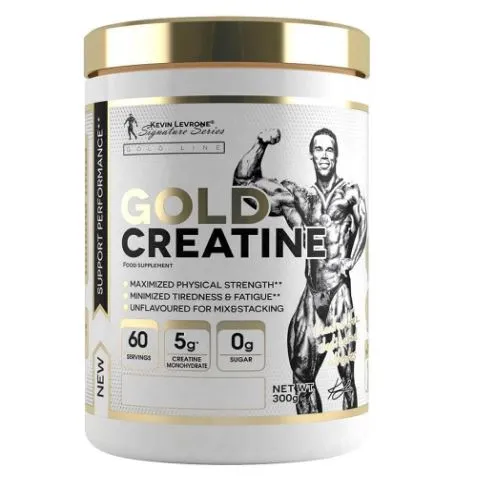 KEVIN LEVRONE®
Signature Series
GOLD LINE
GOLD
CREATINE
FOOD SUPPLEMENT
• MAXIMIZED PHYSICAL STRENGTH**
• MINIMIZED TIREDNESS & FATIGUE**
• UNFLAVOURED FOR MIX&STACKING
60
SERVINGS
5g*
CREATINE
MONOHYDRATE
0g
SUGAR
NET WT.
300g
NEW
SUPPORT PERFORMANCE**